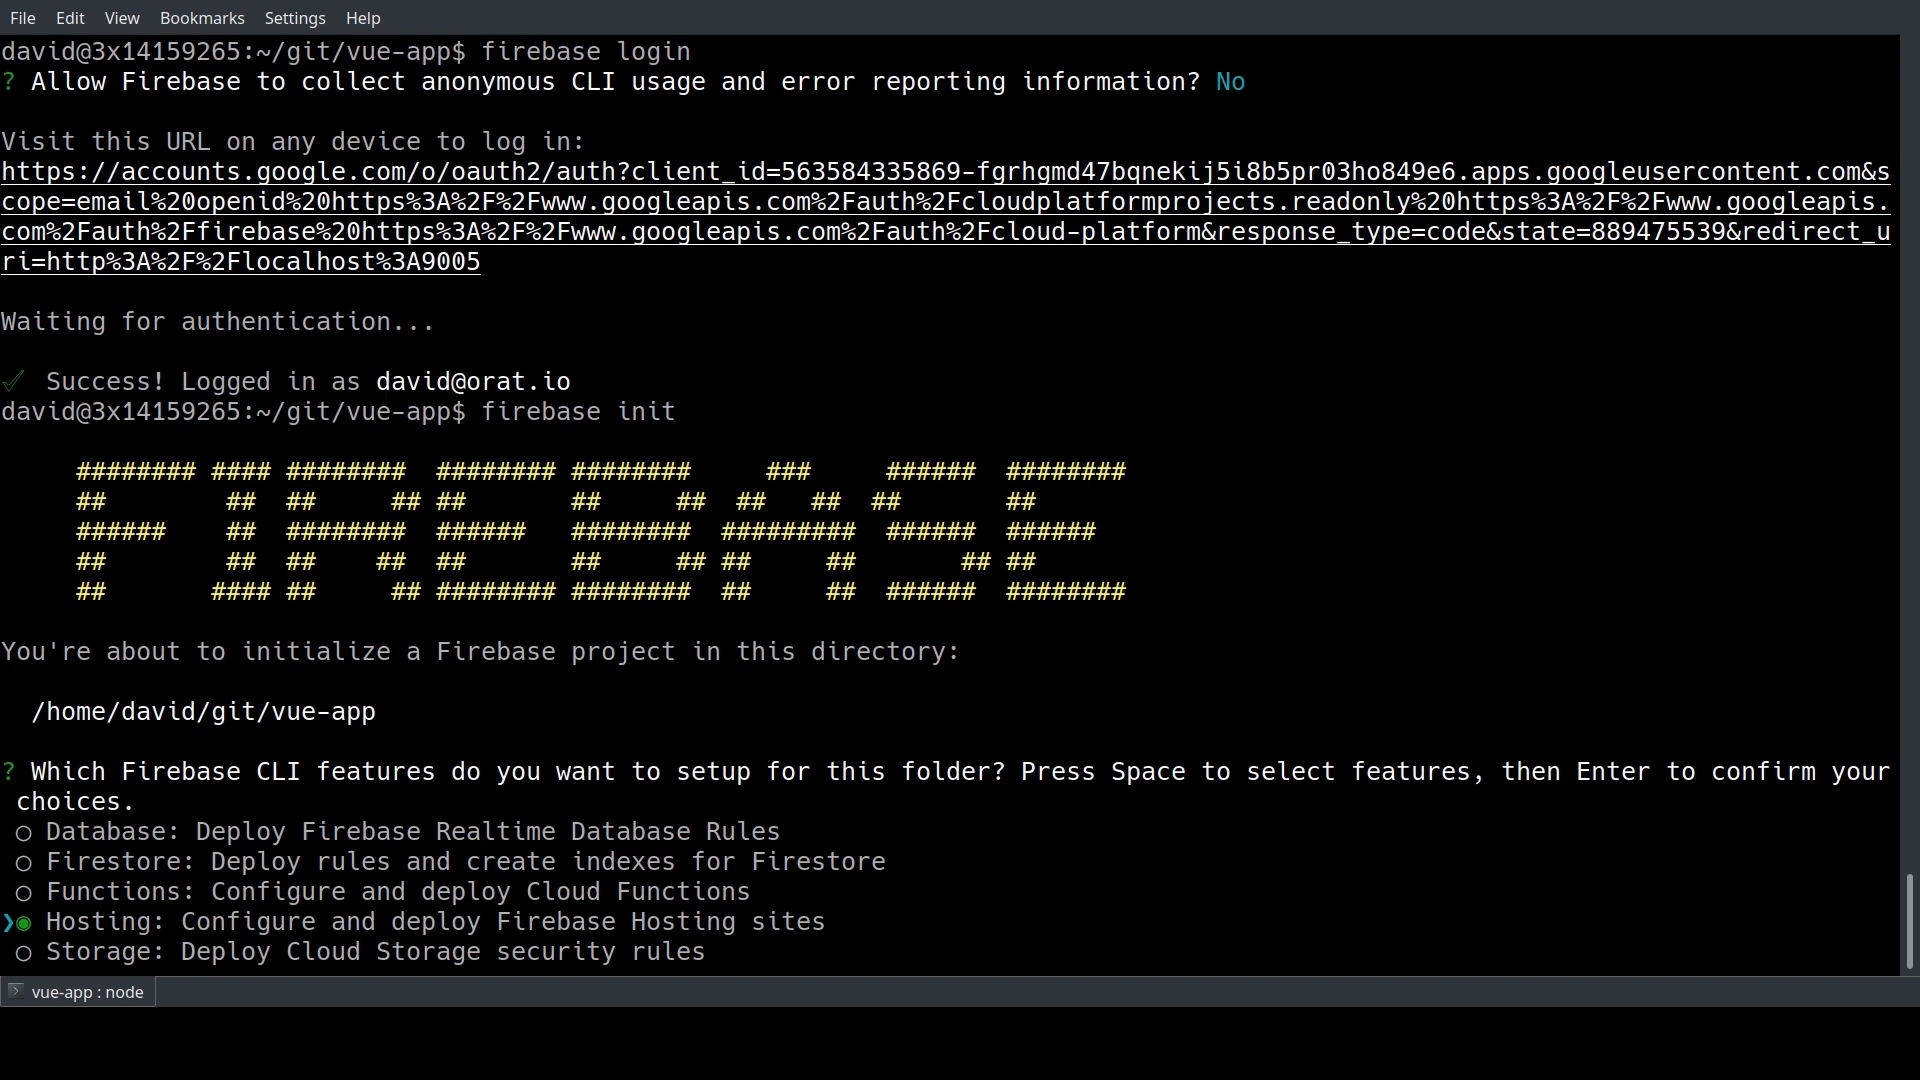 File Edit View Bookmarks Settings Help
david@3x14159265:~/git/vue-app$ firebase login
? Allow Firebase to collect anonymous CLI usage and error reporting information? No
Visit this URL on any device to log in:
https://accounts.google.com/o/oauth2/auth?client_id=563584335869-fgrhgmd47bqnekij5i8b5pr03ho849e6.apps.googleusercontent.com&s
cope=email%20openid%20https%3A%2F%2Fwww.googleapis.com%2Fauth%2Fcloudplatformprojects.readonly%20https%3A%2F%2Fwww.googleapis.
com%2Fauth%2Ffirebase%20https%3A%2F%2Fwww.googleapis.com%2Fauth%2Fcloud-platform&response_type=code&state=889475539&redirect_u
ri=http%3A%2F%2Flocalhost%3A9005
Waiting for authentication...
✓ Success! Logged in as david@orat.io
david@3x14159265:~/git/vue-app$ firebase init
     ######## #### ########  ######## ########     ###     ######  ########
     ##        ##  ##     ## ##       ##     ##  ##   ##  ##       ##
     ######    ##  ########  ######   ########  #########  ######  ######
     ##        ##  ##    ##  ##       ##     ## ##     ##       ## ##
     ##       #### ##     ## ######## ########  ##     ##  ######  ########
You're about to initialize a Firebase project in this directory:
/home/david/git/vue-app
? Which Firebase CLI features do you want to setup for this folder? Press Space to select features, then Enter to confirm your
choices.
○ Database: Deploy Firebase Realtime Database Rules
○ Firestore: Deploy rules and create indexes for Firestore
○ Functions: Configure and deploy Cloud Functions
❯◉ Hosting: Configure and deploy Firebase Hosting sites
○ Storage: Deploy Cloud Storage security rules
vue-app : node